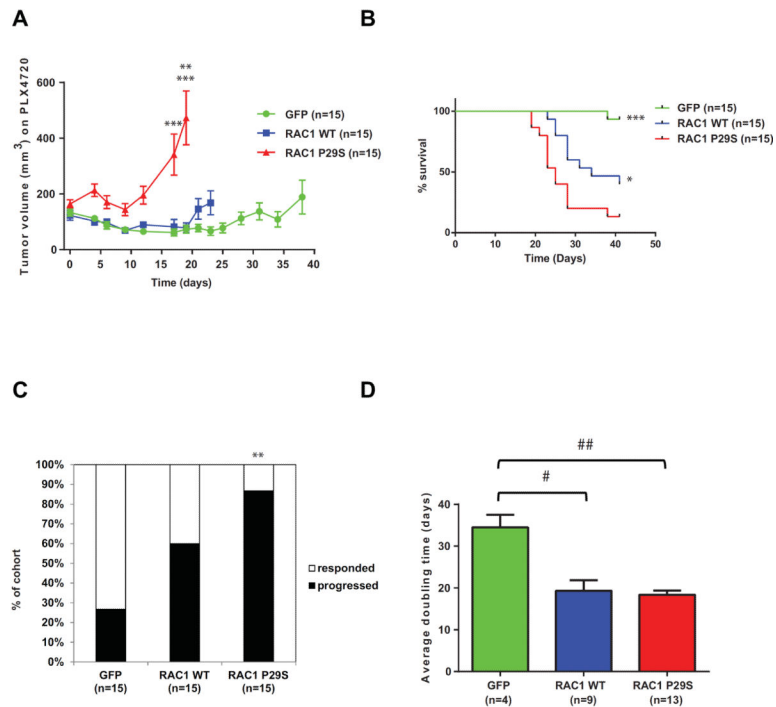 A
Tumor volume (mm3) on PLX4720
600
400
200
0
0 5 10 15 20 25 30 35 40
Time (days)
***
**
***
GFP (n=15)
RAC1 WT (n=15)
RAC1 P29S (n=15)
B
% survival
100
50
0
0 10 20 30 40 50
Time (Days)
***
*
GFP (n=15)
RAC1 WT (n=15)
RAC1 P29S (n=15)
C
% of cohort
100%
90%
80%
70%
60%
50%
40%
30%
20%
10%
0%
**
GFP RAC1 WT RAC1 P29S
(n=15) (n=15) (n=15)
responded
progressed
D
##
#
Average doubling time (days)
40
30
20
10
0
GFP RAC1 WT RAC1 P29S
(n=4) (n=9) (n=13)